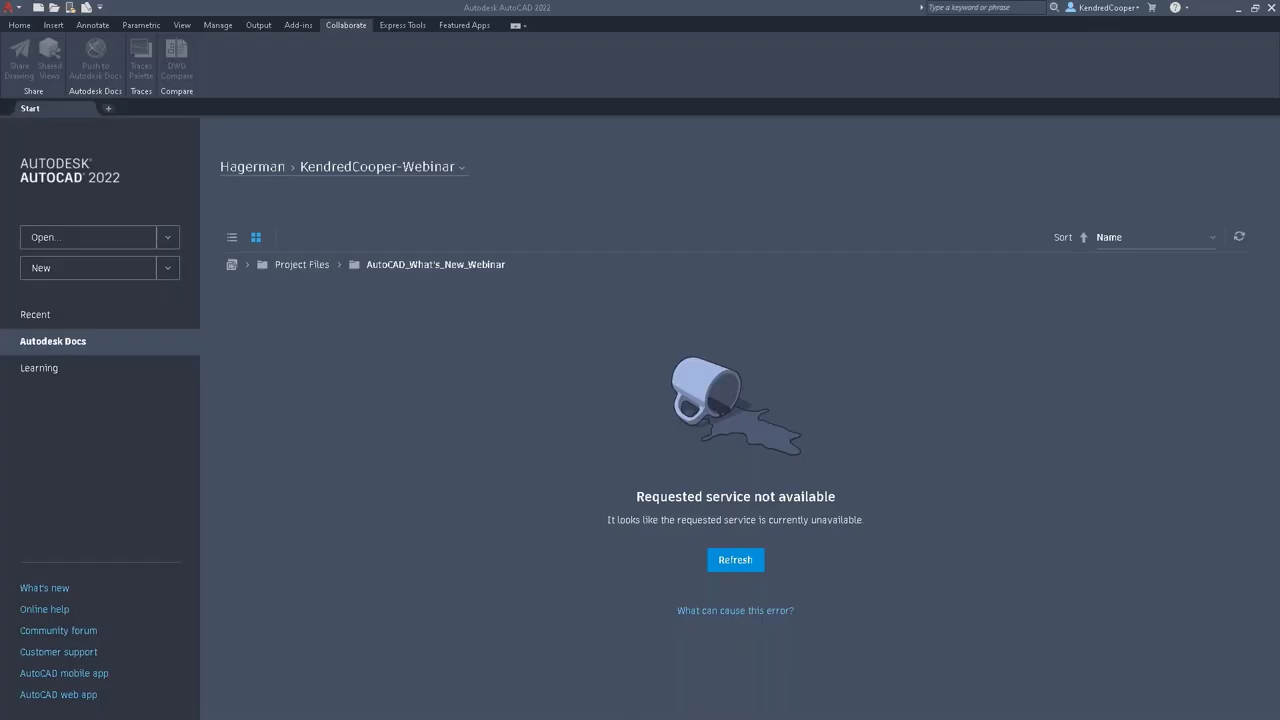 Autodesk AutoCAD 2022
Type a keyword or phrase
KendredCooper
Home Insert Annotate Parametric View Manage Output Add-ins Collaborate Express Tools Featured Apps
Share Drawing
Shared Views
Push to Autodesk Docs
Traces Palette
DWG Compare
Share Autodesk Docs Traces Compare
Start
AUTODESK®
AUTOCAD® 2022
Hagerman › KendredCooper-Webinar
Open...
New
Sort Name
Project Files › AutoCAD_What's_New_Webinar
Recent
Autodesk Docs
Learning
Requested service not available
It looks like the requested service is currently unavailable.
Refresh
What can cause this error?
What's new
Online help
Community forum
Customer support
AutoCAD mobile app
AutoCAD web app